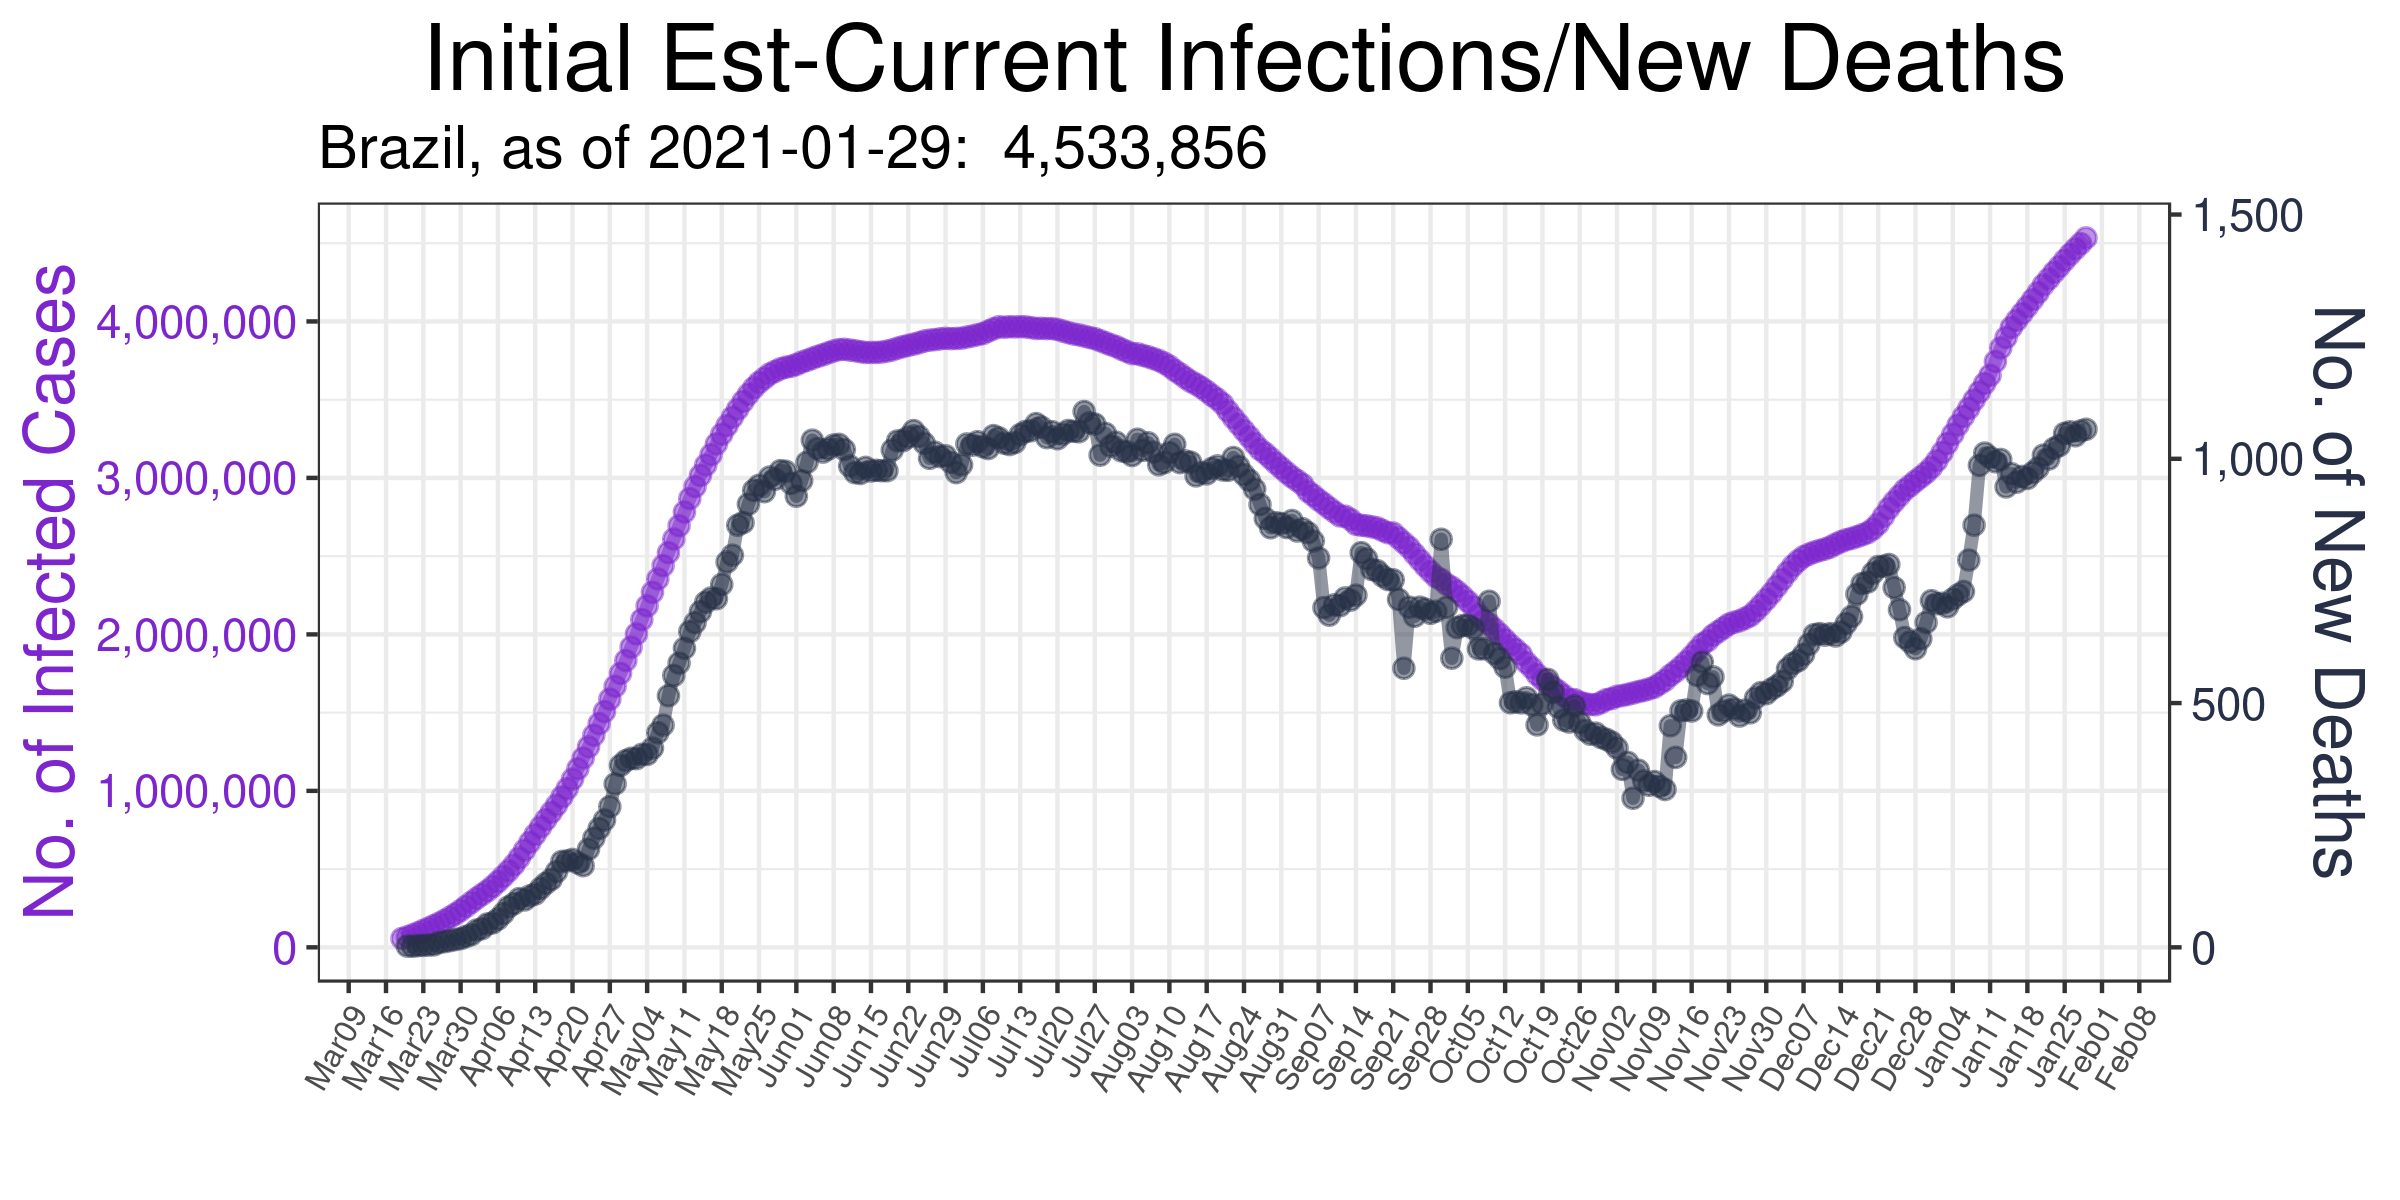 Initial Est-Current Infections/New Deaths
Brazil, as of 2021-01-29:  4,533,856
No. of Infected Cases
4,000,000
3,000,000
2,000,000
1,000,000
0
1,500
1,000
500
0
No. of New Deaths
Mar09 Mar16 Mar23 Mar30 Apr06 Apr13 Apr20 Apr27 May04 May11 May18 May25 Jun01 Jun08 Jun15 Jun22 Jun29 Jul06 Jul13 Jul20 Jul27 Aug03 Aug10 Aug17 Aug24 Aug31 Sep07 Sep14 Sep21 Sep28 Oct05 Oct12 Oct19 Oct26 Nov02 Nov09 Nov16 Nov23 Nov30 Dec07 Dec14 Dec21 Dec28 Jan04 Jan11 Jan18 Jan25 Feb01 Feb08